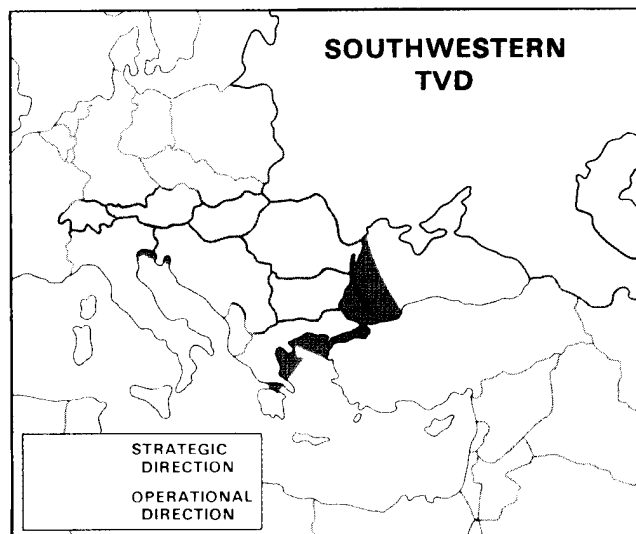 SOUTHWESTERN
TVD
STRATEGIC
DIRECTION
OPERATIONAL
DIRECTION